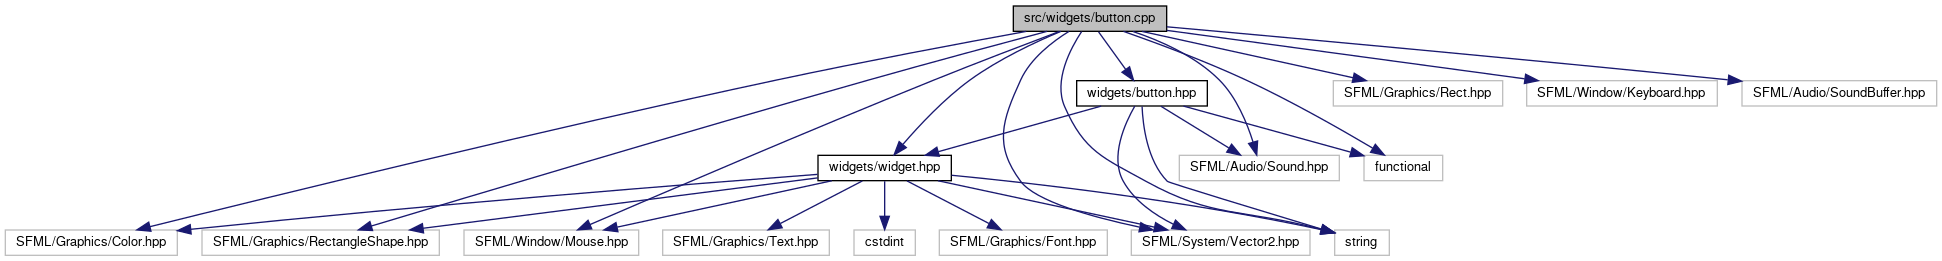 src/widgets/button.cpp
widgets/button.hpp
SFML/Graphics/Rect.hpp
SFML/Window/Keyboard.hpp
SFML/Audio/SoundBuffer.hpp
widgets/widget.hpp
SFML/Audio/Sound.hpp
functional
SFML/Graphics/Color.hpp
SFML/Graphics/RectangleShape.hpp
SFML/Window/Mouse.hpp
SFML/Graphics/Text.hpp
cstdint
SFML/Graphics/Font.hpp
SFML/System/Vector2.hpp
string